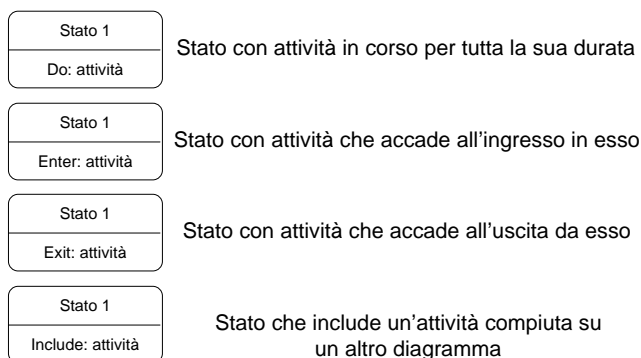 Stato 1
Do: attività
Stato con attività in corso per tutta la sua durata
Stato 1
Enter: attività
Stato con attività che accade all’ingresso in esso
Stato 1
Exit: attività
Stato con attività che accade all’uscita da esso
Stato 1
Include: attività
Stato che include un’attività compiuta su
un altro diagramma